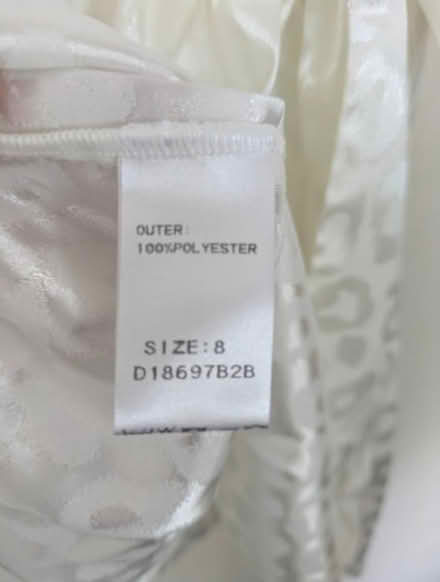 OUTER:
100%POLYESTER
SIZE:8
D18697B2B